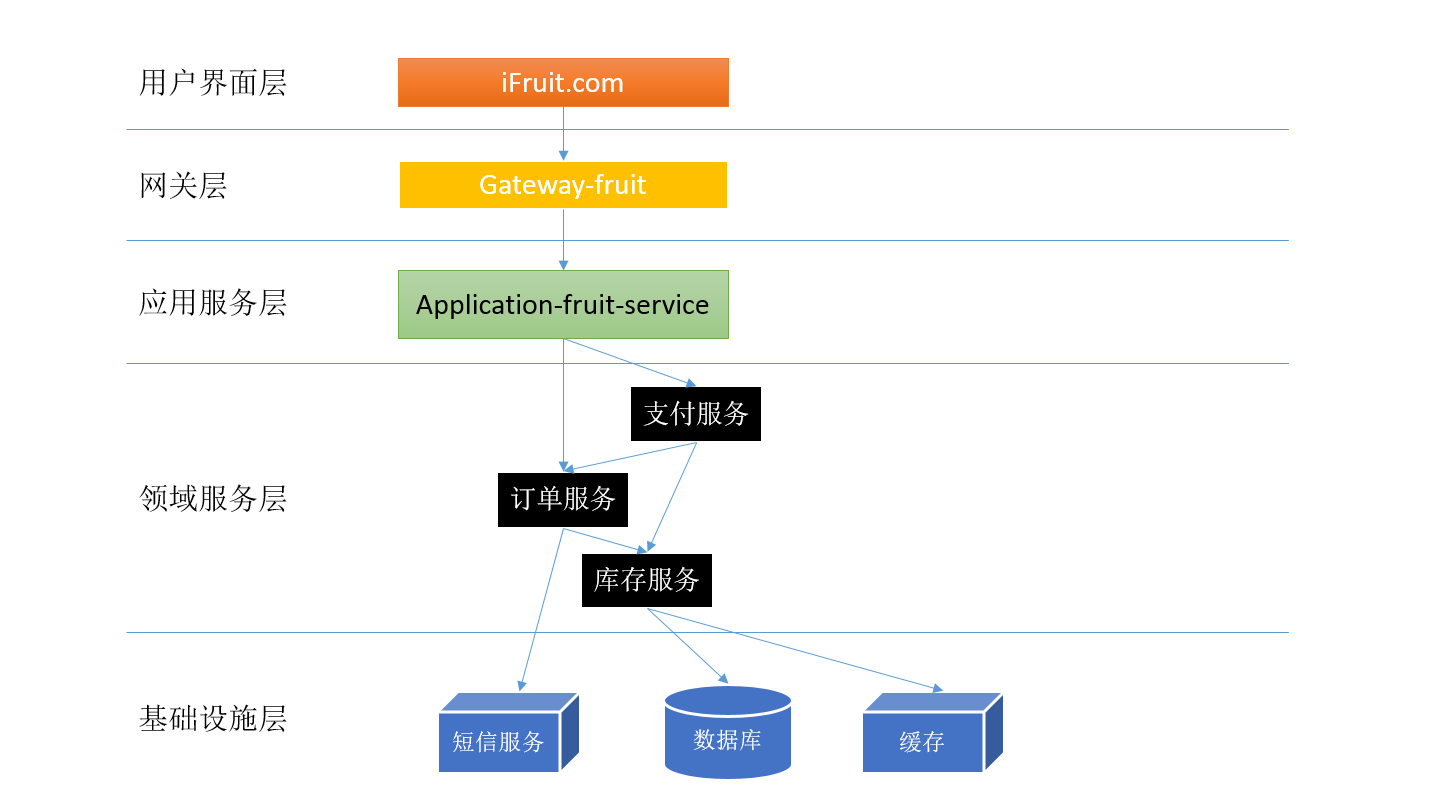 用户界面层
iFruit.com
网关层
Gateway-fruit
应用服务层
Application-fruit-service
支付服务
领域服务层
订单服务
库存服务
基础设施层
短信服务
数据库
缓存